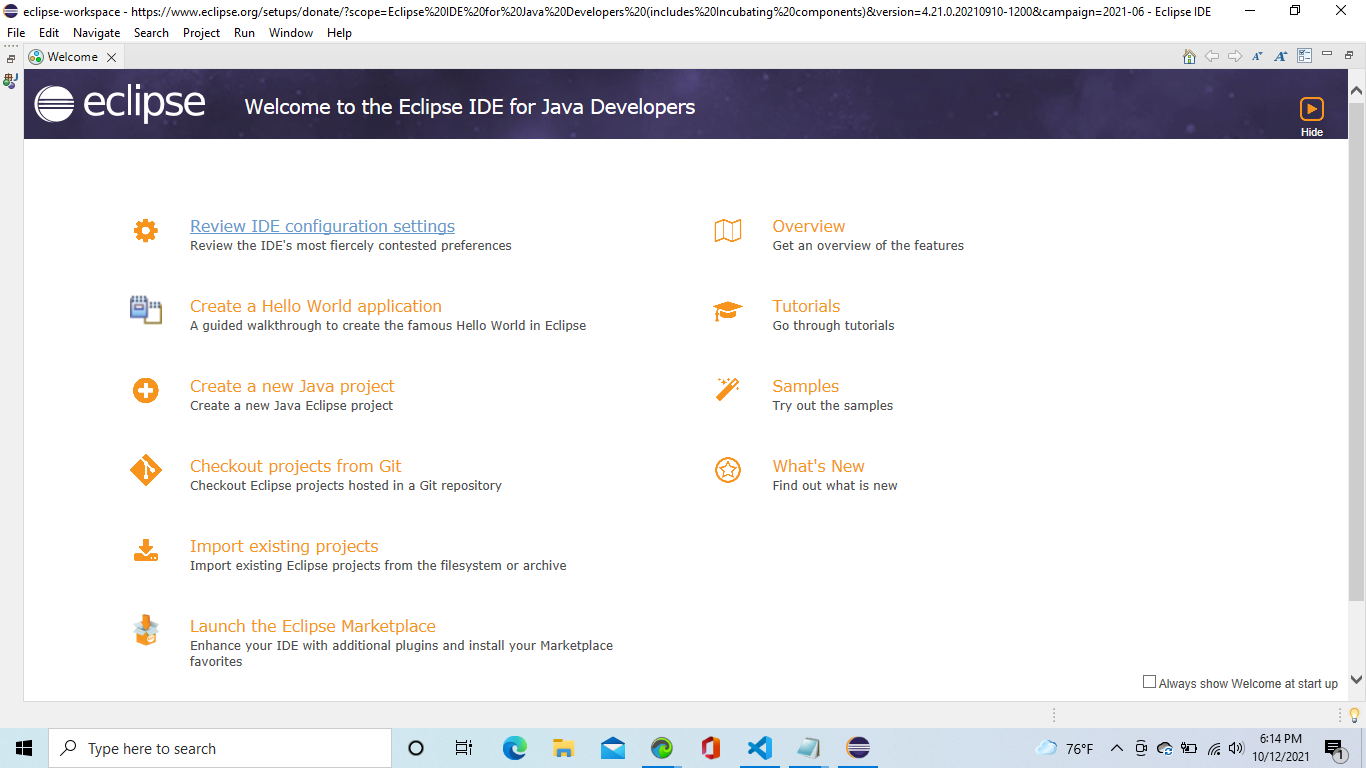 eclipse-workspace - https://www.eclipse.org/setups/donate/?scope=Eclipse%20IDE%20for%20Java%20Developers%20(includes%20Incubating%20components)&version=4.21.0.20210910-1200&campaign=2021-06 - Eclipse IDE
File Edit Navigate Search Project Run Window Help
Welcome
eclipse Welcome to the Eclipse IDE for Java Developers
Hide
Review IDE configuration settings
Review the IDE's most fiercely contested preferences
Create a Hello World application
A guided walkthrough to create the famous Hello World in Eclipse
Create a new Java project
Create a new Java Eclipse project
Checkout projects from Git
Checkout Eclipse projects hosted in a Git repository
Import existing projects
Import existing Eclipse projects from the filesystem or archive
Launch the Eclipse Marketplace
Enhance your IDE with additional plugins and install your Marketplace
favorites
Overview
Get an overview of the features
Tutorials
Go through tutorials
Samples
Try out the samples
What's New
Find out what is new
Always show Welcome at start up
Type here to search
76°F
6:14 PM
10/12/2021
1